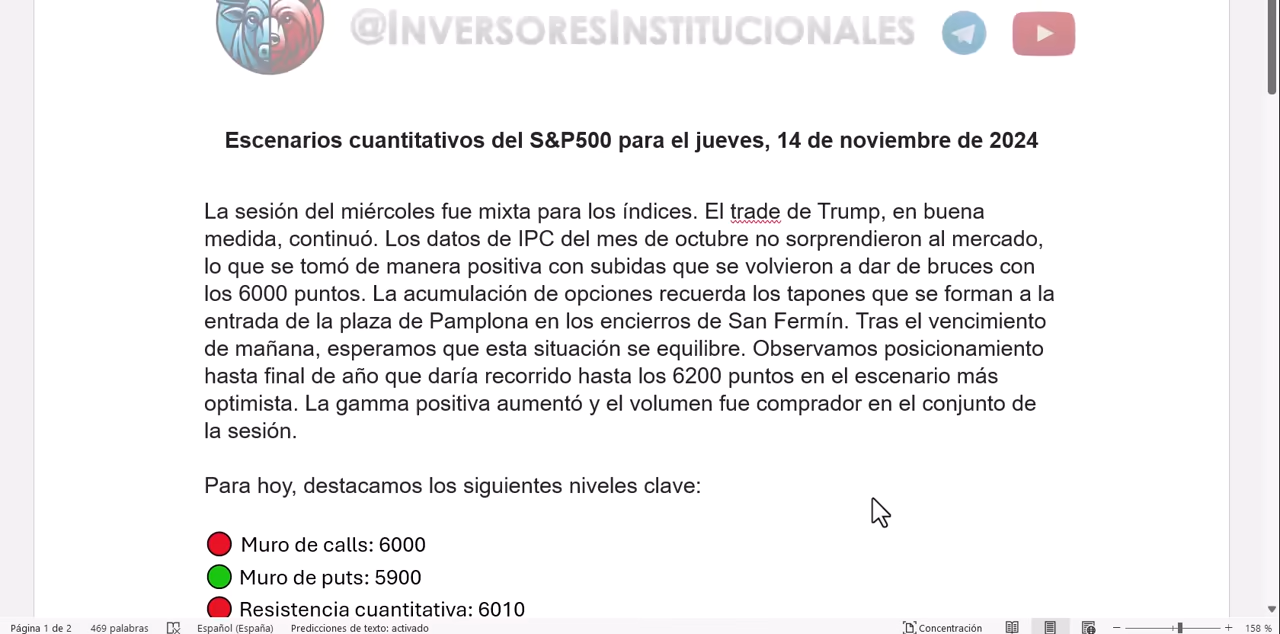 @InversoresInstitucionales
Escenarios cuantitativos del S&P500 para el jueves, 14 de noviembre de 2024
La sesión del miércoles fue mixta para los índices. El trade de Trump, en buena
medida, continuó. Los datos de IPC del mes de octubre no sorprendieron al mercado,
lo que se tomó de manera positiva con subidas que se volvieron a dar de bruces con
los 6000 puntos. La acumulación de opciones recuerda los tapones que se forman a la
entrada de la plaza de Pamplona en los encierros de San Fermín. Tras el vencimiento
de mañana, esperamos que esta situación se equilibre. Observamos posicionamiento
hasta final de año que daría recorrido hasta los 6200 puntos en el escenario más
optimista. La gamma positiva aumentó y el volumen fue comprador en el conjunto de
la sesión.
Para hoy, destacamos los siguientes niveles clave:
Muro de calls: 6000
Muro de puts: 5900
Resistencia cuantitativa: 6010
Página 1 de 2 469 palabras Español (España) Predicciones de texto: activado Concentración 158 %